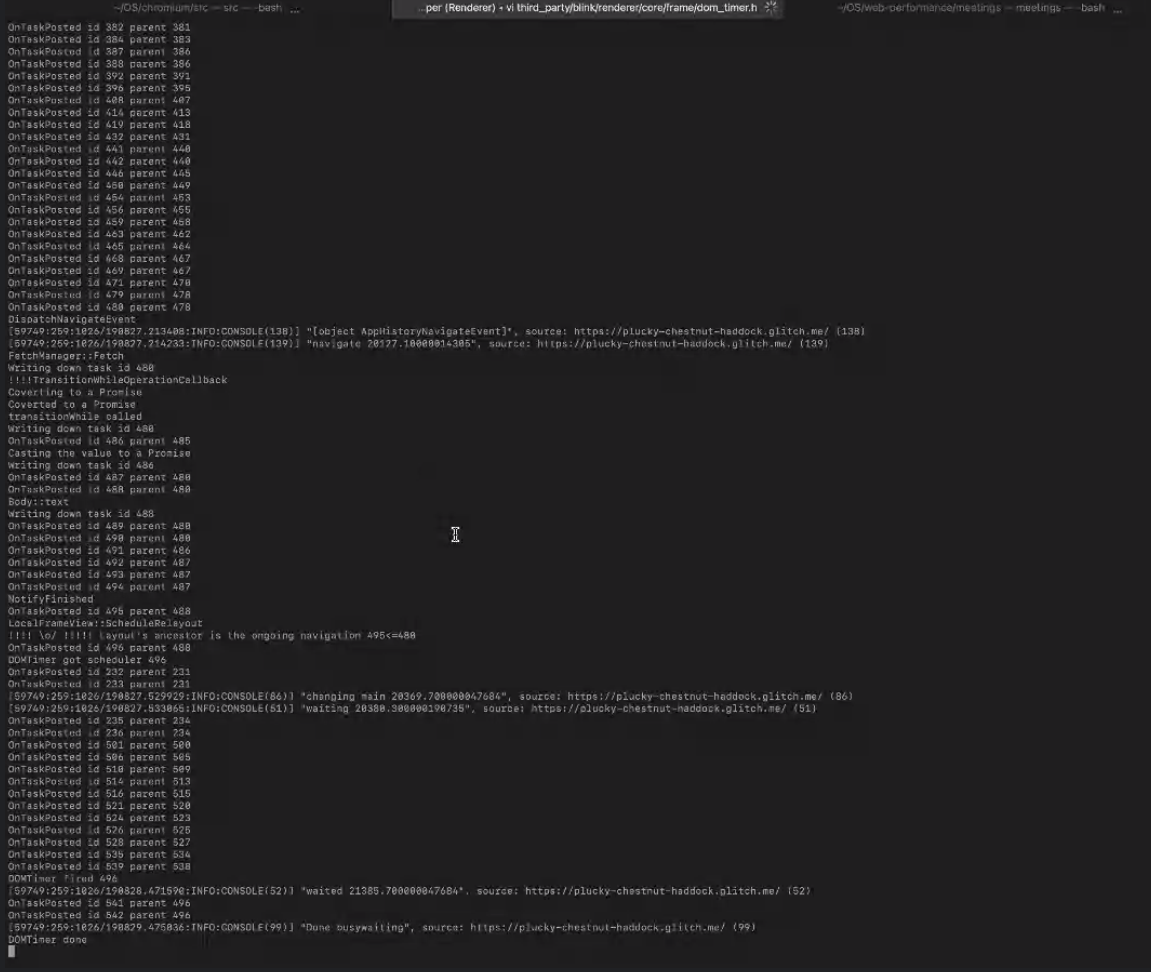 ~/OS/chromium/src — src — -bash ...
...per (Renderer) • vi third_party/blink/renderer/core/frame/dom_timer.h
~/OS/web-performance/meetings — meetings — -bash ...
OnTaskPosted id 382 parent 381
OnTaskPosted id 384 parent 383
OnTaskPosted id 387 parent 386
OnTaskPosted id 388 parent 386
OnTaskPosted id 392 parent 391
OnTaskPosted id 396 parent 395
OnTaskPosted id 408 parent 407
OnTaskPosted id 414 parent 413
OnTaskPosted id 419 parent 418
OnTaskPosted id 432 parent 431
OnTaskPosted id 441 parent 440
OnTaskPosted id 442 parent 440
OnTaskPosted id 446 parent 445
OnTaskPosted id 450 parent 449
OnTaskPosted id 454 parent 453
OnTaskPosted id 456 parent 455
OnTaskPosted id 459 parent 458
OnTaskPosted id 463 parent 462
OnTaskPosted id 465 parent 464
OnTaskPosted id 468 parent 467
OnTaskPosted id 469 parent 467
OnTaskPosted id 471 parent 470
OnTaskPosted id 479 parent 478
OnTaskPosted id 480 parent 478
DispatchNavigateEvent
[59749:259:1026/190827.213408:INFO:CONSOLE(138)] "[object AppHistoryNavigateEvent]", source: https://plucky-chestnut-haddock.glitch.me/ (138)
[59749:259:1026/190827.214233:INFO:CONSOLE(139)] "navigate 20127.10000014305", source: https://plucky-chestnut-haddock.glitch.me/ (139)
FetchManager::Fetch
Writing down task id 480
!!!!TransitionWhileOperationCallback
Coverting to a Promise
Coverted to a Promise
transitionWhile called
Writing down task id 480
OnTaskPosted id 486 parent 485
Casting the value to a Promise
Writing down task id 486
OnTaskPosted id 487 parent 480
OnTaskPosted id 488 parent 480
Body::text
Writing down task id 488
OnTaskPosted id 489 parent 480
OnTaskPosted id 490 parent 480
OnTaskPosted id 491 parent 486
OnTaskPosted id 492 parent 487
OnTaskPosted id 493 parent 487
OnTaskPosted id 494 parent 487
NotifyFinished
OnTaskPosted id 495 parent 488
LocalFrameView::ScheduleRelayout
!!!! \o/ !!!!! Layout's ancestor is the ongoing navigation 495<=480
OnTaskPosted id 496 parent 488
DOMTimer got scheduler 496
OnTaskPosted id 232 parent 231
OnTaskPosted id 233 parent 231
[59749:259:1026/190827.529929:INFO:CONSOLE(86)] "changing main 20369.700000047684", source: https://plucky-chestnut-haddock.glitch.me/ (86)
[59749:259:1026/190827.533065:INFO:CONSOLE(51)] "waiting 20380.300000190735", source: https://plucky-chestnut-haddock.glitch.me/ (51)
OnTaskPosted id 235 parent 234
OnTaskPosted id 236 parent 234
OnTaskPosted id 501 parent 500
OnTaskPosted id 506 parent 505
OnTaskPosted id 510 parent 509
OnTaskPosted id 514 parent 513
OnTaskPosted id 516 parent 515
OnTaskPosted id 521 parent 520
OnTaskPosted id 524 parent 523
OnTaskPosted id 526 parent 525
OnTaskPosted id 528 parent 527
OnTaskPosted id 535 parent 534
OnTaskPosted id 539 parent 538
DOMTimer fired 496
[59749:259:1026/190828.471590:INFO:CONSOLE(52)] "waited 21385.700000047684", source: https://plucky-chestnut-haddock.glitch.me/ (52)
OnTaskPosted id 541 parent 496
OnTaskPosted id 542 parent 496
[59749:259:1026/190829.475036:INFO:CONSOLE(99)] "Done busywaiting", source: https://plucky-chestnut-haddock.glitch.me/ (99)
DOMTimer done